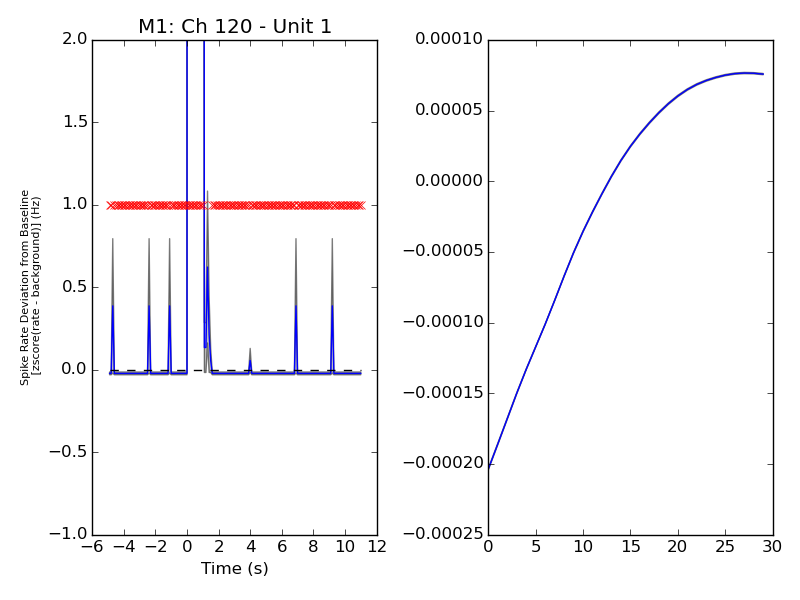 M1: Ch 120 - Unit 1
Spike Rate Deviation from Baseline
[zscore(rate - background)] (Hz)
2.0
1.5
1.0
0.5
0.0
−0.5
−1.0
−6 −4 −2 0 2 4 6 8 10 12
Time (s)
0.00010
0.00005
0.00000
−0.00005
−0.00010
−0.00015
−0.00020
−0.00025
0 5 10 15 20 25 30